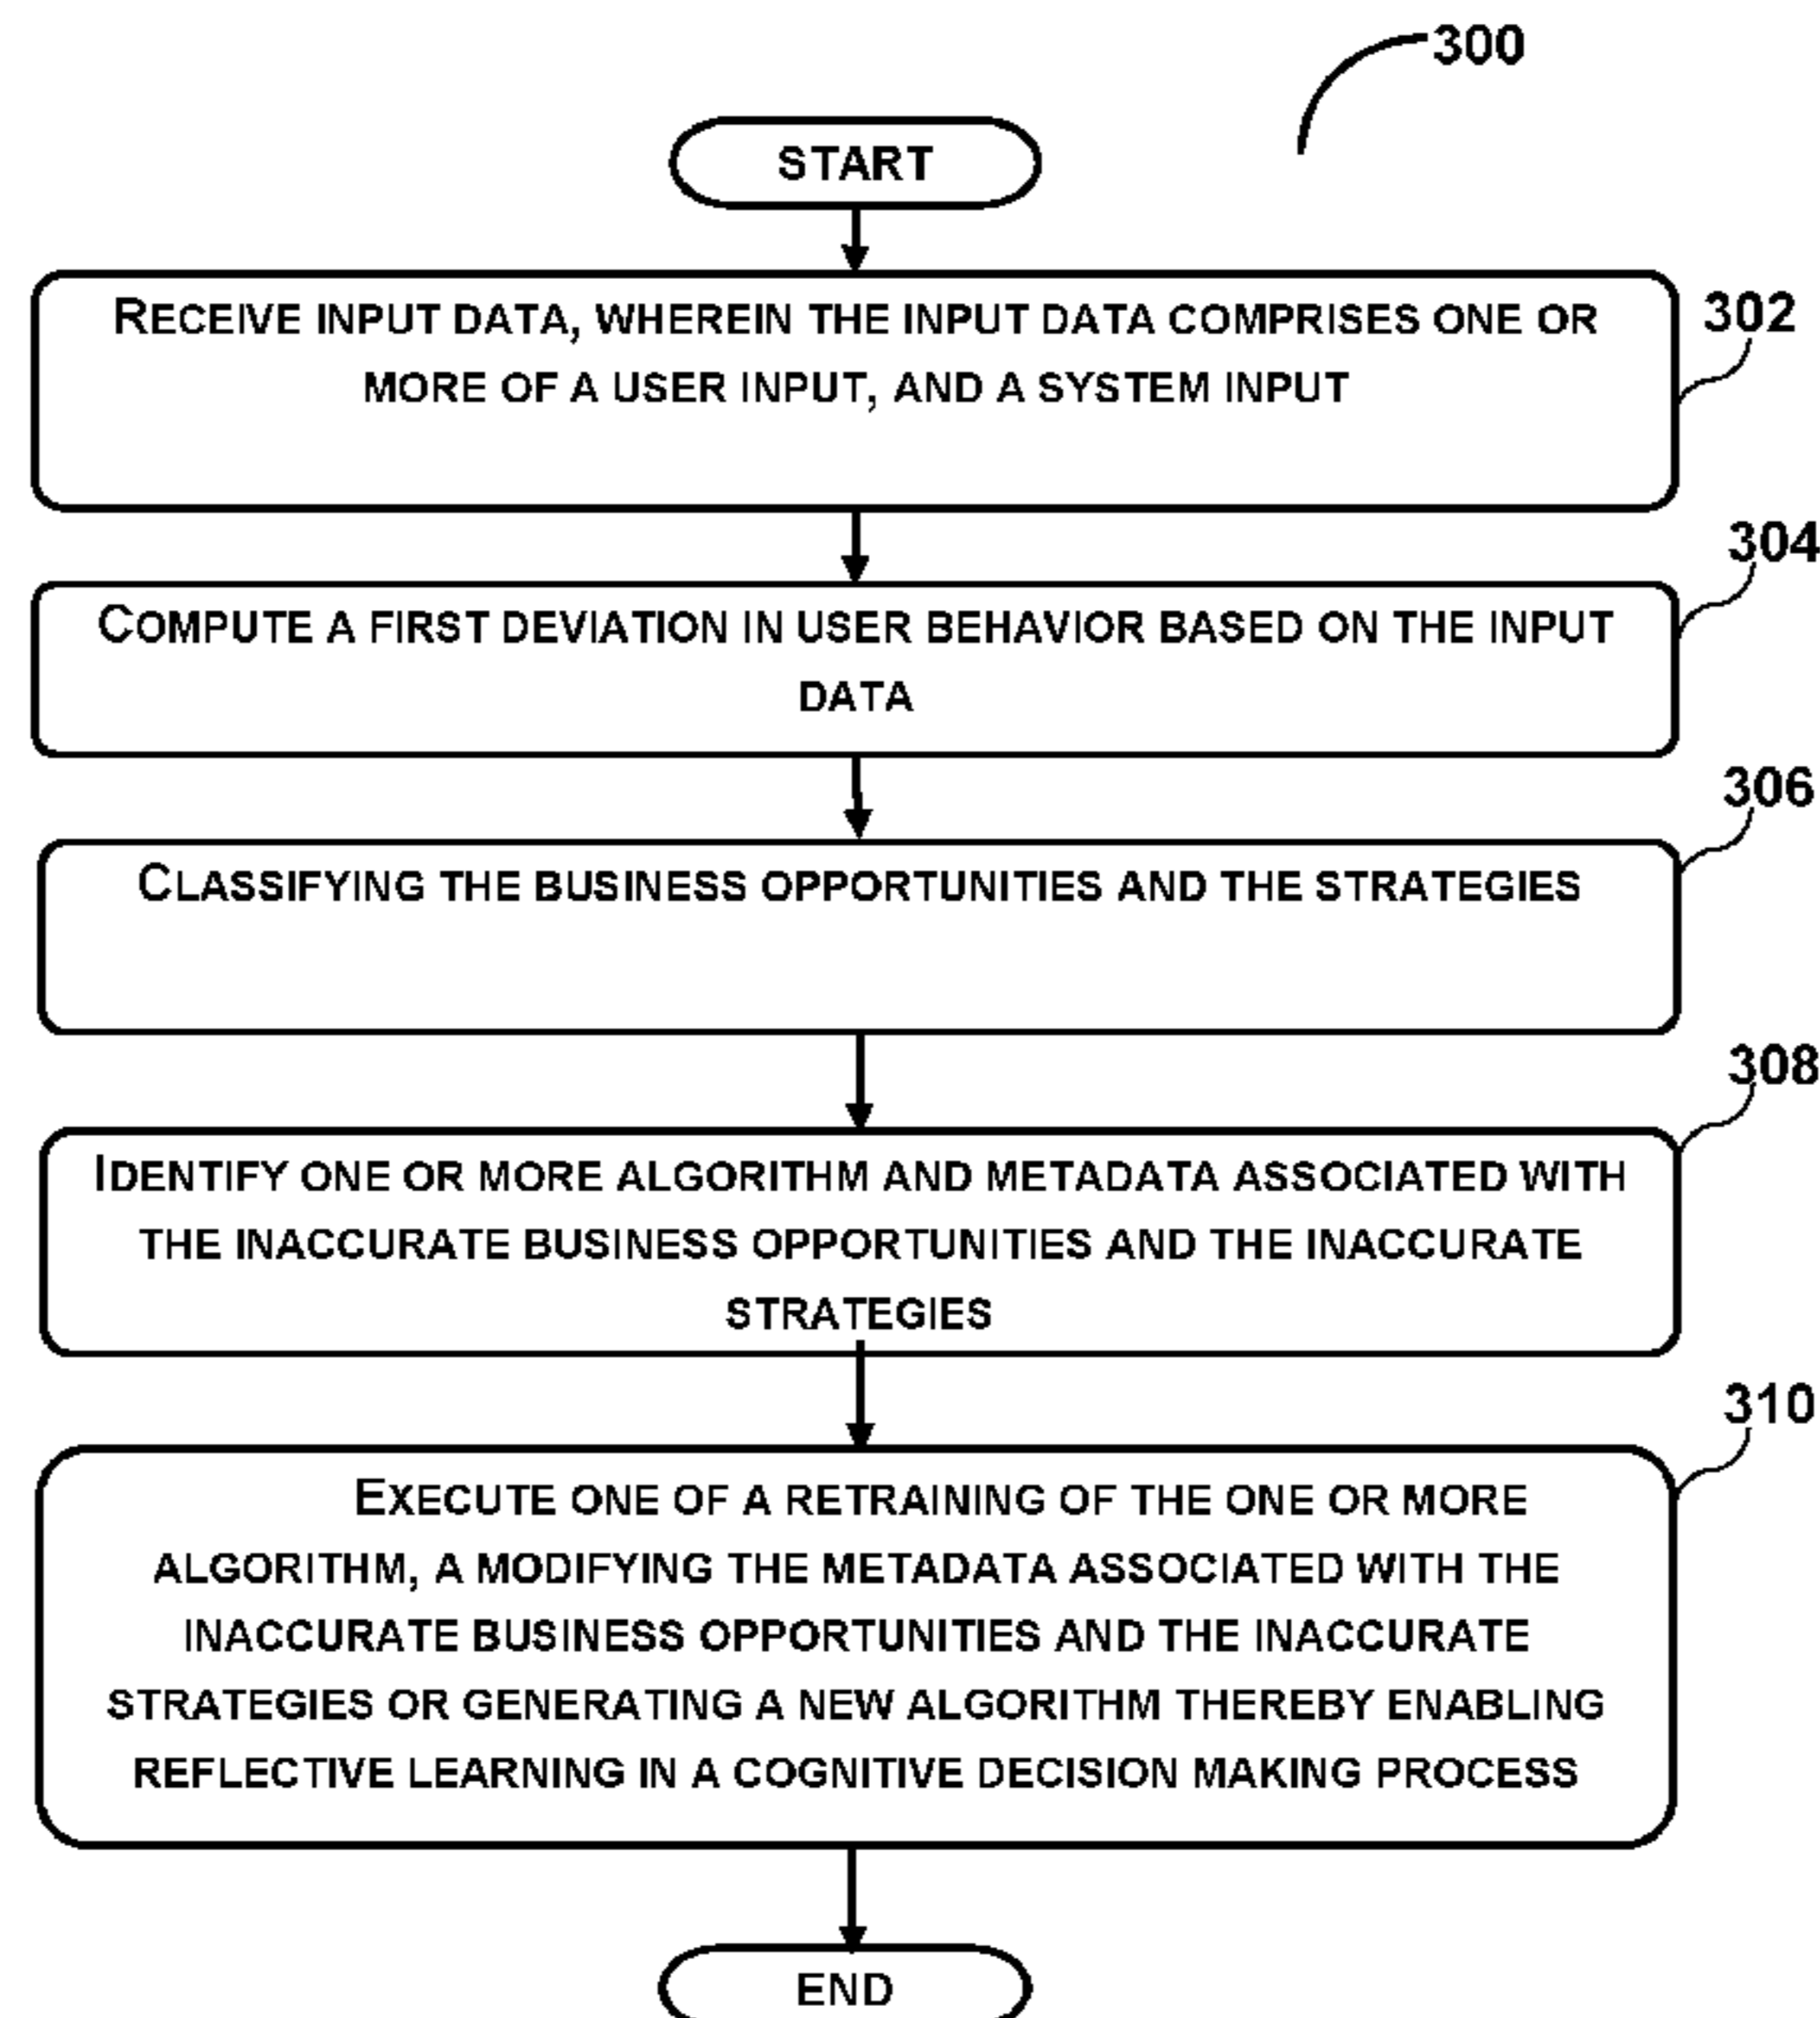 300
START
RECEIVE INPUT DATA, WHEREIN THE INPUT DATA COMPRISES ONE OR
MORE OF A USER INPUT, AND A SYSTEM INPUT
302
304
COMPUTE A FIRST DEVIATION IN USER BEHAVIOR BASED ON THE INPUT
DATA
306
CLASSIFYING THE BUSINESS OPPORTUNITIES AND THE STRATEGIES
308
IDENTIFY ONE OR MORE ALGORITHM AND METADATA ASSOCIATED WITH
THE INACCURATE BUSINESS OPPORTUNITIES AND THE INACCURATE
STRATEGIES
310
EXECUTE ONE OF A RETRAINING OF THE ONE OR MORE
ALGORITHM, A MODIFYING THE METADATA ASSOCIATED WITH THE
INACCURATE BUSINESS OPPORTUNITIES AND THE INACCURATE
STRATEGIES OR GENERATING A NEW ALGORITHM THEREBY ENABLING
REFLECTIVE LEARNING IN A COGNITIVE DECISION MAKING PROCESS
END